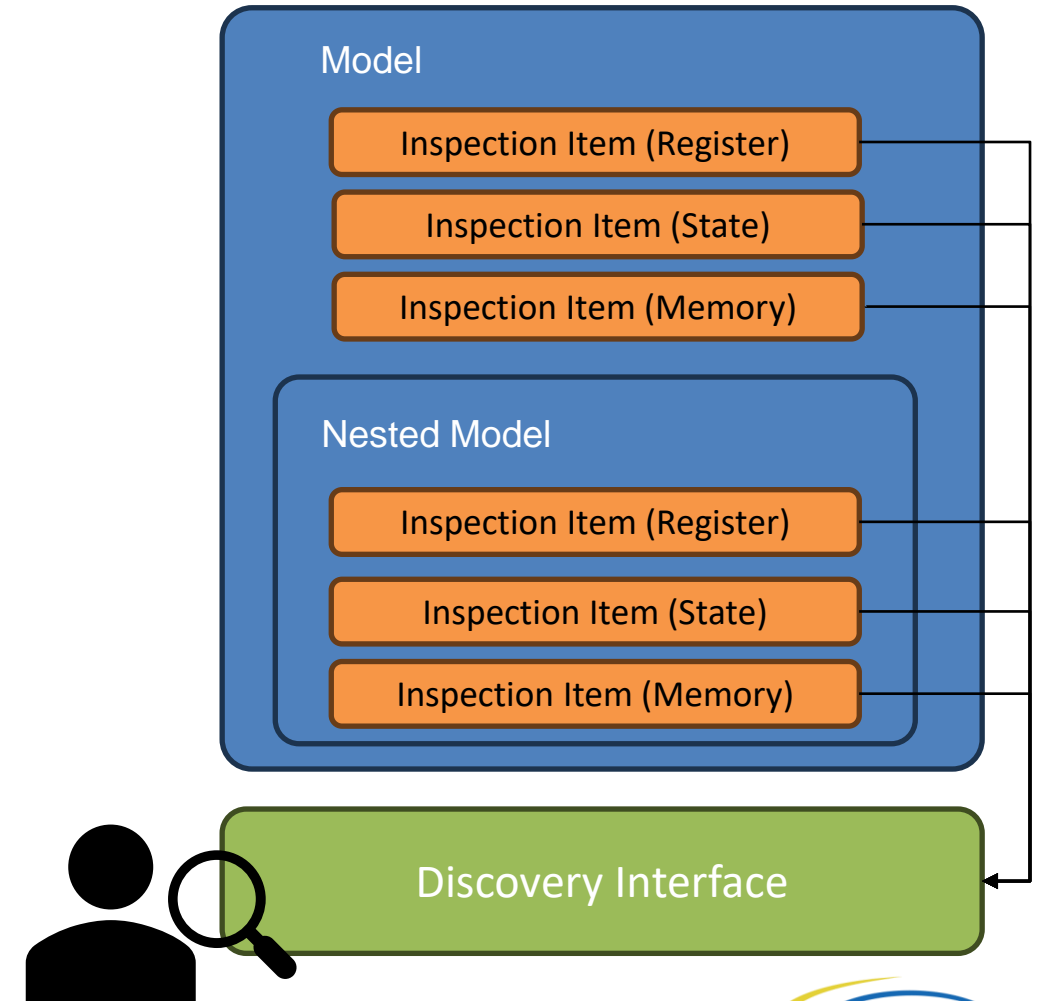 Model
Inspection Item (Register)
Inspection Item (State)
Inspection Item (Memory)
Nested Model
Inspection Item (Register)
Inspection Item (State)
Inspection Item (Memory)
Discovery Interface